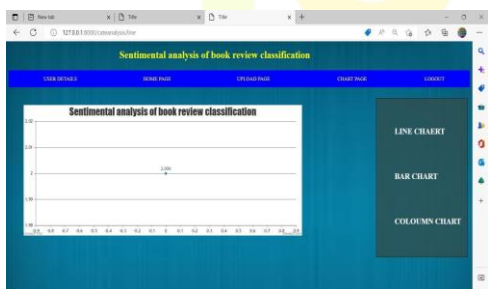 New tab
Title
Title
127.0.0.1:8000/categanalysis/line
Sentimental analysis of book review classification
USER DETAILS HOME PAGE UPLOAD PAGE CHART PAGE LOGOUT
Sentimental analysis of book review classification
LINE CHAERT
BAR CHART
COLOUMN CHART
2.02
2.01
2
1.99
1.98